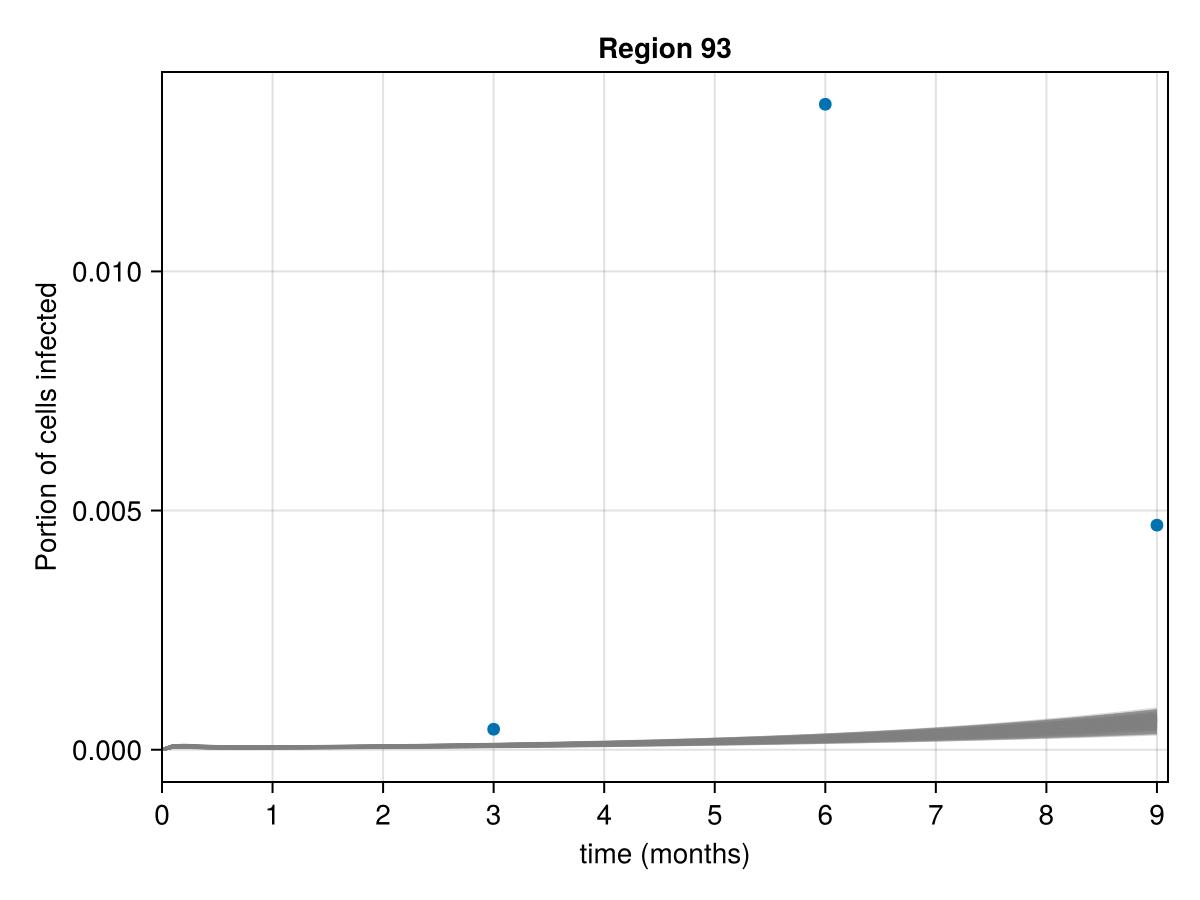 Region 93
Portion of cells infected
0.010
0.005
0.000
0 1 2 3 4 5 6 7 8 9
time (months)